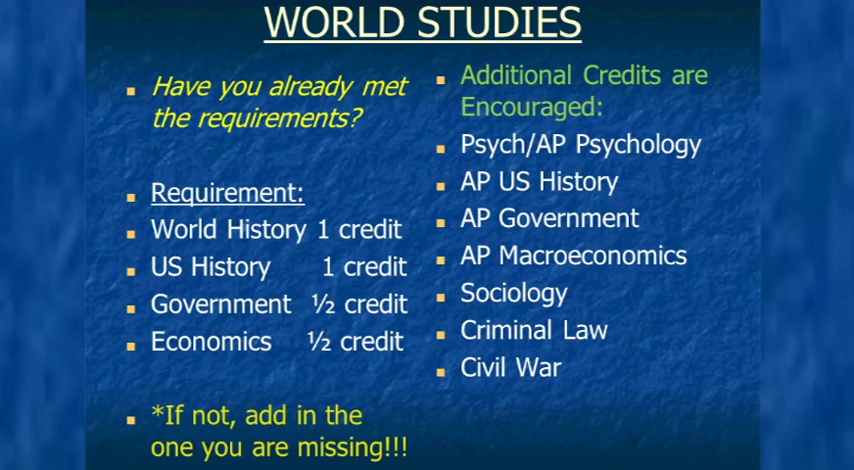 WORLD STUDIES
Have you already met
the requirements?
Requirement:
World History 1 credit
US History 1 credit
Government ½ credit
Economics ½ credit
*If not, add in the
one you are missing!!!
Additional Credits are
Encouraged:
Psych/AP Psychology
AP US History
AP Government
AP Macroeconomics
Sociology
Criminal Law
Civil War